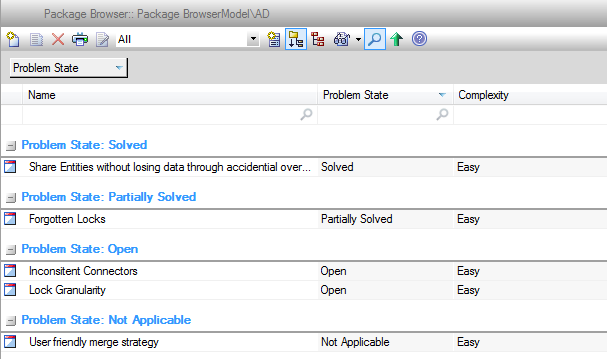 Package Browser:: Package BrowserModel\AD
All
Problem State
Name Problem State Complexity
Problem State: Solved
Share Entities without losing data through accidential over... Solved Easy
Problem State: Partially Solved
Forgotten Locks Partially Solved Easy
Problem State: Open
Inconsitent Connectors Open Easy
Lock Granularity Open Easy
Problem State: Not Applicable
User friendly merge strategy Not Applicable Easy